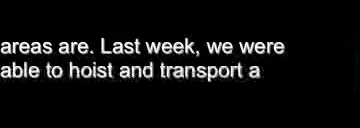 areas are. Last week, we were
able to hoist and transport a